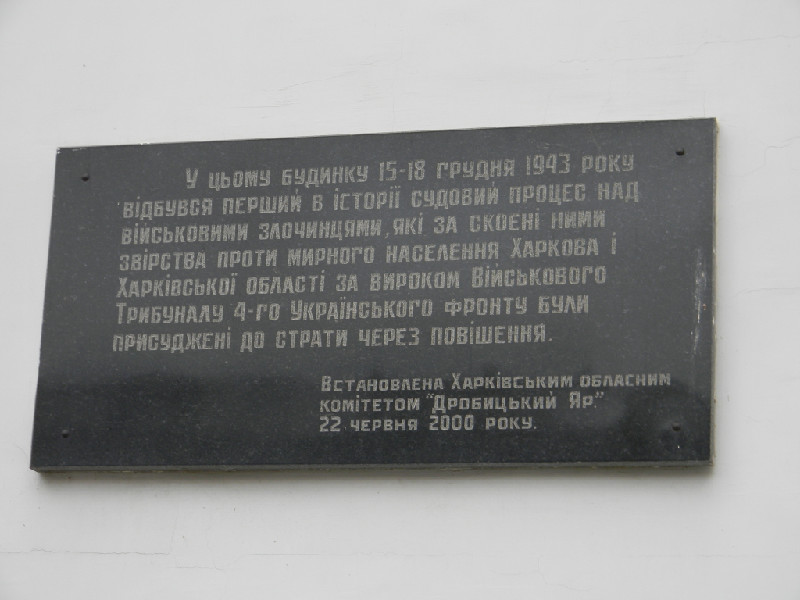 У цьому будинку 15-18 грудня 1943 року
відбувся перший в історії судовий процес над
військовими злочинцями, які за скоені ними
звірства проти мирного населення Харкова і
Харківської області за вироком Військового
Трибуналу 4-го Українського фронту були
присуджені до страти через повішення.
Встановлена Харківським обласним
комітетом "Дробицький Яр".
22 червня 2000 року.